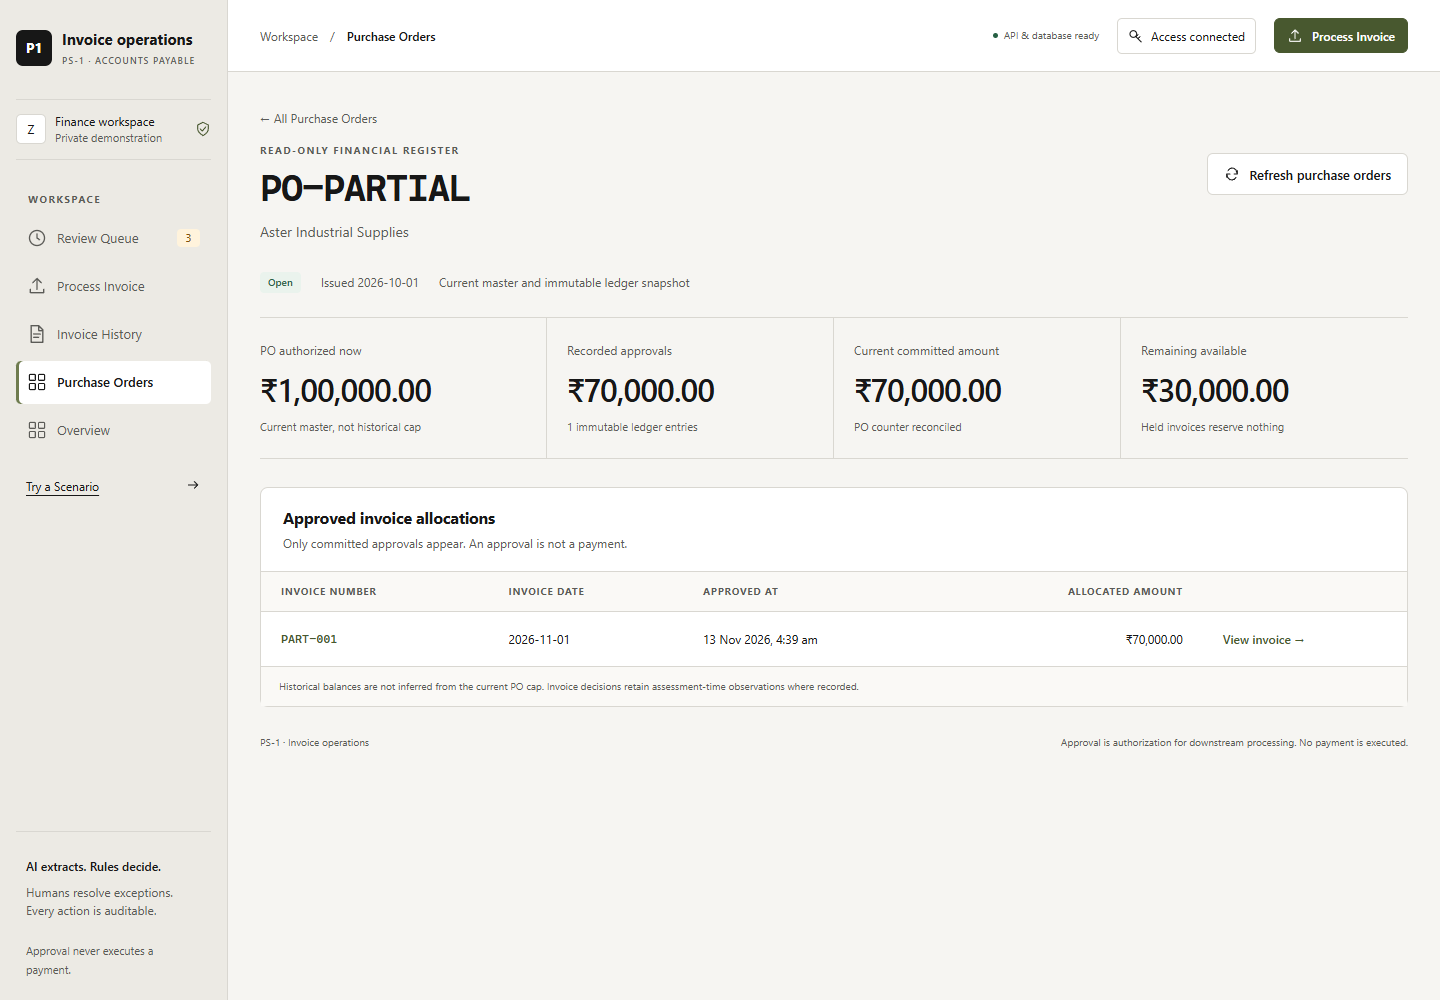 P1
Invoice operations
PS-1 · ACCOUNTS PAYABLE
Z
Finance workspace
Private demonstration
WORKSPACE
Review Queue
3
Process Invoice
Invoice History
Purchase Orders
Overview
Try a Scenario →
AI extracts. Rules decide.
Humans resolve exceptions.
Every action is auditable.
Approval never executes a
payment.
Workspace / Purchase Orders
API & database ready
Access connected
Process Invoice
← All Purchase Orders
READ-ONLY FINANCIAL REGISTER
PO-PARTIAL
Aster Industrial Supplies
Refresh purchase orders
Open Issued 2026-10-01 Current master and immutable ledger snapshot
PO authorized now
₹1,00,000.00
Current master, not historical cap
Recorded approvals
₹70,000.00
1 immutable ledger entries
Current committed amount
₹70,000.00
PO counter reconciled
Remaining available
₹30,000.00
Held invoices reserve nothing
Approved invoice allocations
Only committed approvals appear. An approval is not a payment.
INVOICE NUMBER INVOICE DATE APPROVED AT ALLOCATED AMOUNT
PART-001 2026-11-01 13 Nov 2026, 4:39 am ₹70,000.00 View invoice →
Historical balances are not inferred from the current PO cap. Invoice decisions retain assessment-time observations where recorded.
PS-1 · Invoice operations
Approval is authorization for downstream processing. No payment is executed.